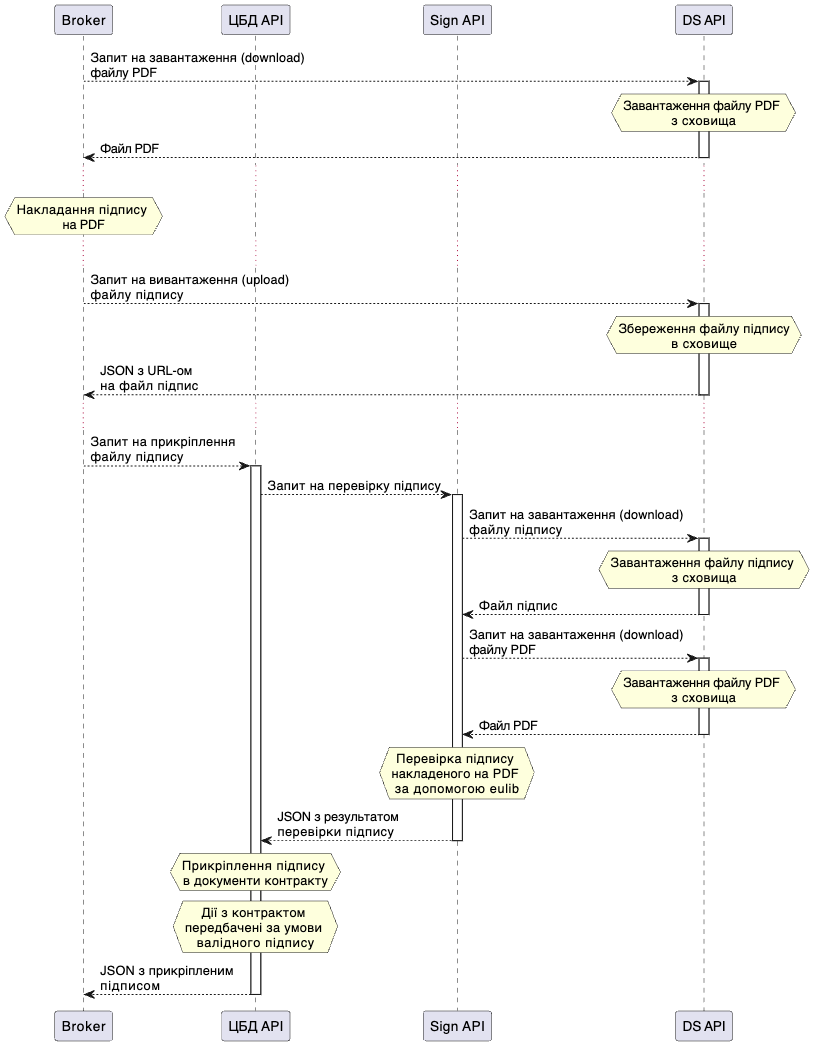 Broker
ЦБД API
Sign API
DS API
Запит на завантаження (download)
файлу PDF
Завантаження файлу PDF
з сховища
Файл PDF
Накладання підпису
на PDF
Запит на вивантаження (upload)
файлу підпису
Збереження файлу підпису
в сховище
JSON з URL-ом
на файл підпис
Запит на прикріплення
файлу підпису
Запит на перевірку підпису
Запит на завантаження (download)
файлу підпису
Завантаження файлу підпису
з сховища
Файл підпис
Запит на завантаження (download)
файлу PDF
Завантаження файлу PDF
з сховища
Файл PDF
Перевірка підпису
накладеного на PDF
за допомогою eulib
JSON з результатом
перевірки підпису
Прикріплення підпису
в документи контракту
Дії з контрактом
передбачені за умови
валідного підпису
JSON з прикріпленим
підписом
Broker
ЦБД API
Sign API
DS API